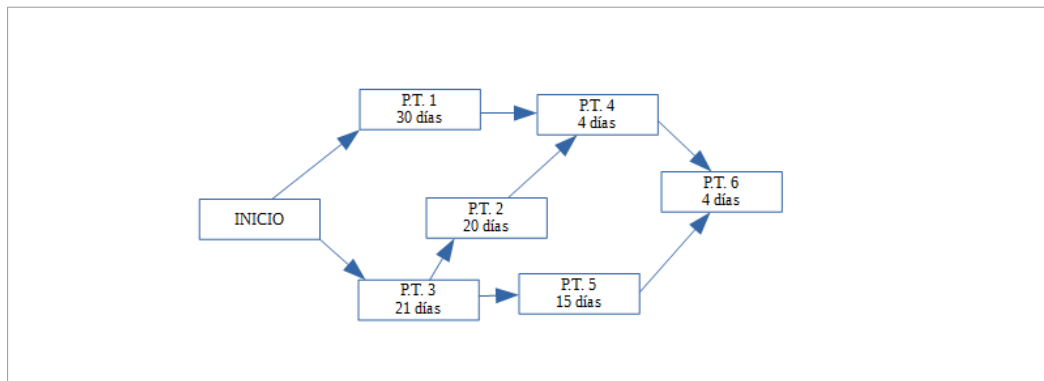 P.T. 1
30 días
P.T. 4
4 días
P.T. 6
4 días
INICIO
P.T. 2
20 días
P.T. 3
21 días
P.T. 5
15 días